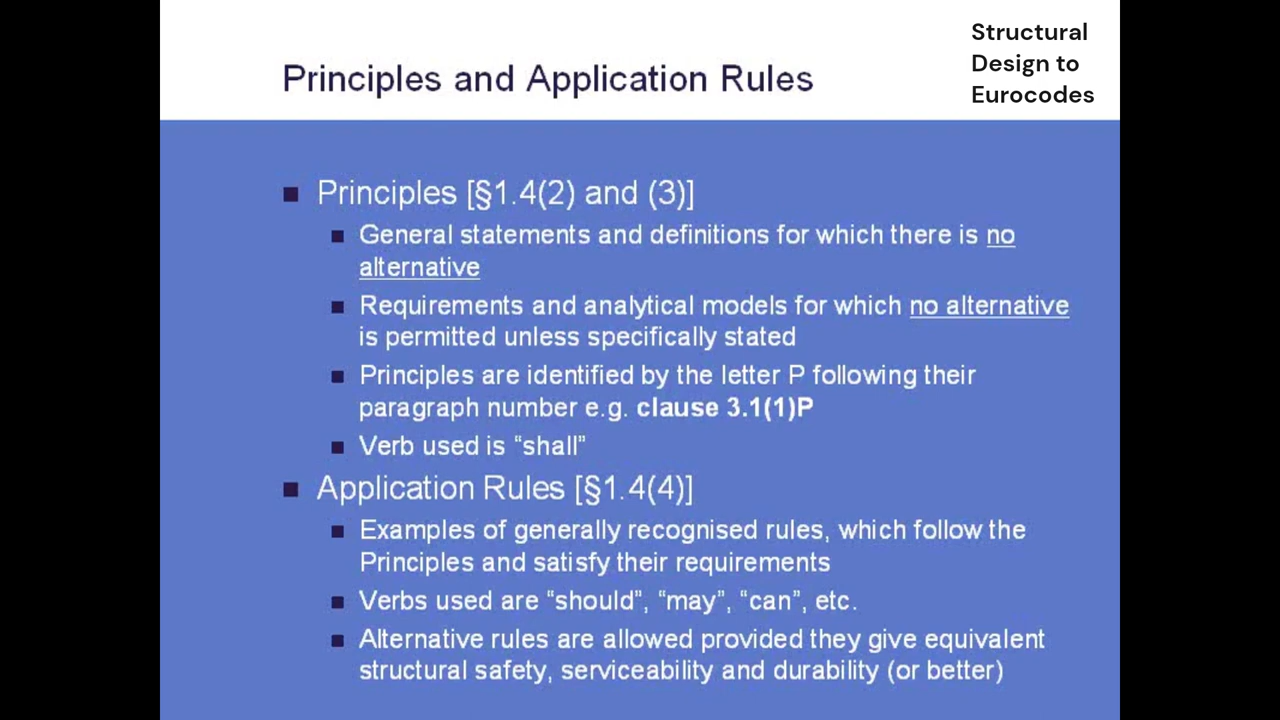 Structural
Design to
Eurocodes
Principles and Application Rules
Principles [§1.4(2) and (3)]
General statements and definitions for which there is no
alternative
Requirements and analytical models for which no alternative
is permitted unless specifically stated
Principles are identified by the letter P following their
paragraph number e.g. clause 3.1(1)P
Verb used is “shall”
Application Rules [§1.4(4)]
Examples of generally recognised rules, which follow the
Principles and satisfy their requirements
Verbs used are “should”, “may”, “can”, etc.
Alternative rules are allowed provided they give equivalent
structural safety, serviceability and durability (or better)